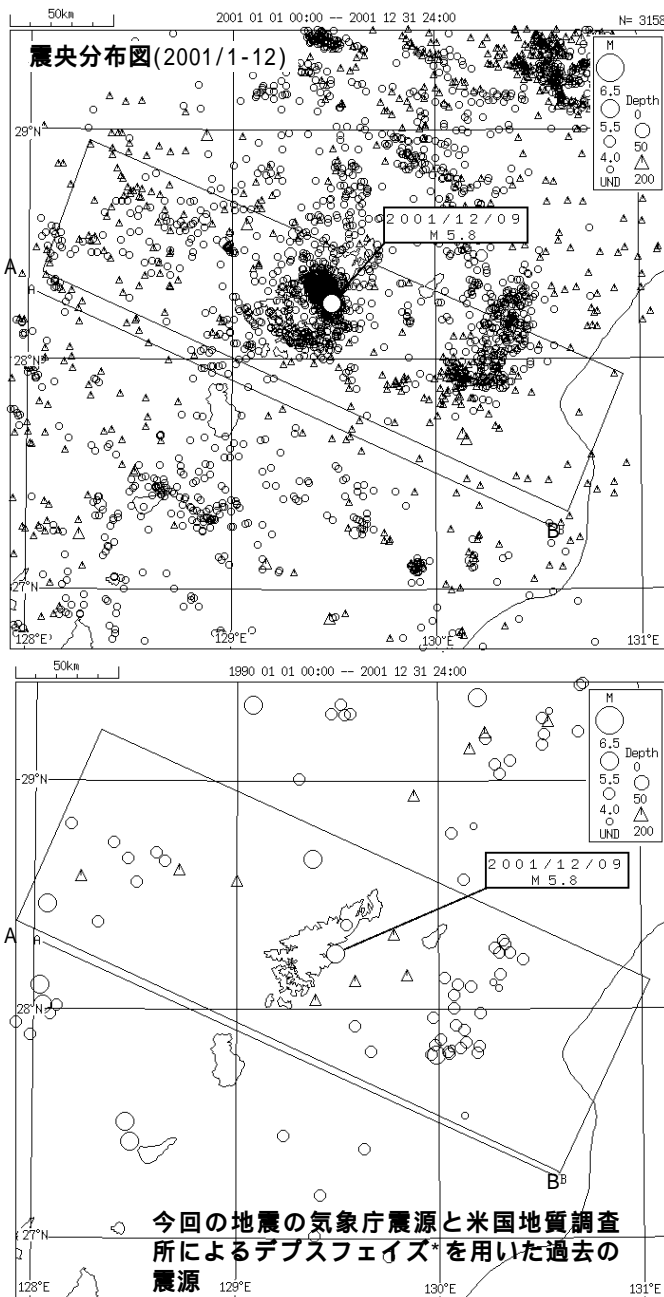 50km
2001 01 01 00:00 -- 2001 12 31 24:00
N= 3158
震央分布図(2001/1-12)
M
6.5
5.5
4.0
UND
Depth
0
50
200
29°N
2001/12/09
M 5.8
A
A
28°N
B
27°N
128°E
129°E
130°E
131°E
50km
1990 01 01 00:00 -- 2001 12 31 24:00
M
6.5
5.5
4.0
UND
Depth
0
50
200
29°N
2001/12/09
M 5.8
A
A
28°N
B
B
今回の地震の気象庁震源と米国地質調査
所によるデプスフェイズ*を用いた過去の
震源
27°N
128°E
129°E
130°E
131°E